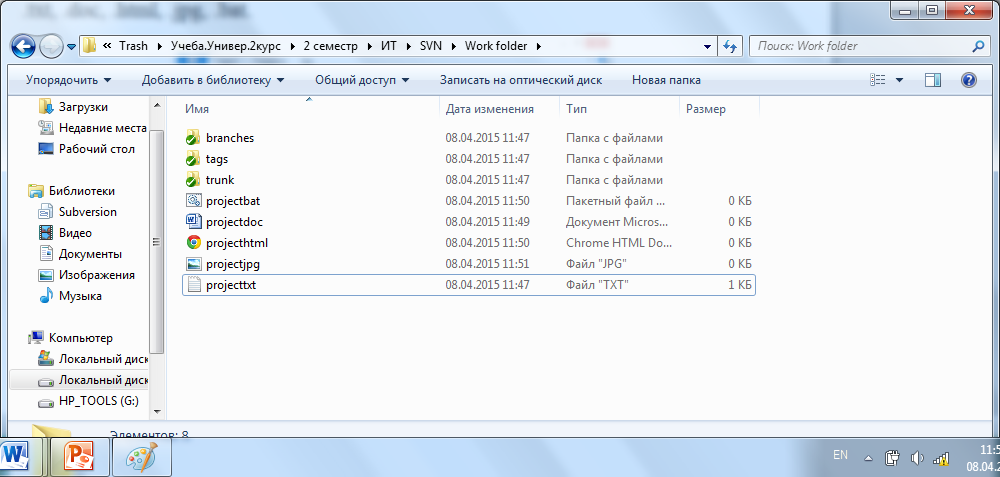 .txt, .doc, .html, .jpg, .bat
« Trash ▸ Учеба.Универ.2курс ▸ 2 семестр ▸ ИТ ▸ SVN ▸ Work folder ▸ Поиск: Work folder
Упорядочить Добавить в библиотеку Общий доступ Записать на оптический диск Новая папка
Загрузки
Недавние места
Рабочий стол
Библиотеки
Subversion
Видео
Документы
Изображения
Музыка
Компьютер
Локальный диск
Локальный диск
HP_TOOLS (G:)
Имя Дата изменения Тип Размер
branches 08.04.2015 11:47 Папка с файлами
tags 08.04.2015 11:47 Папка с файлами
trunk 08.04.2015 11:47 Папка с файлами
projectbat 08.04.2015 11:50 Пакетный файл ... 0 КБ
projectdoc 08.04.2015 11:49 Документ Micros... 0 КБ
projecthtml 08.04.2015 11:50 Chrome HTML Do... 0 КБ
projectjpg 08.04.2015 11:51 Файл "JPG" 0 КБ
projecttxt 08.04.2015 11:47 Файл "TXT" 1 КБ
Элементов: 8
EN